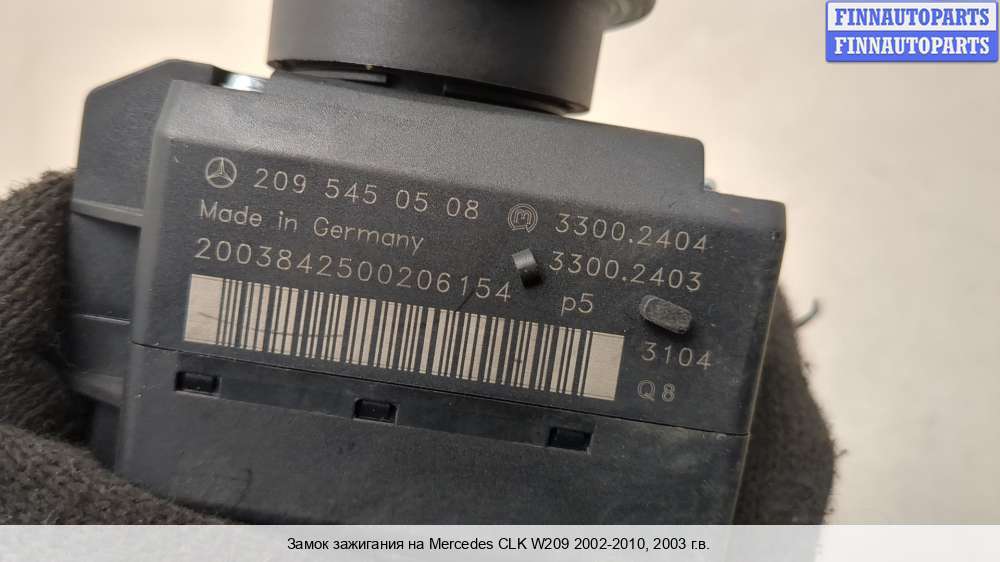 FINNAUTOPARTS
FINNAUTOPARTS
209 545 05 08
3300.2404
Made in Germany
3300.2403
2003842500206154
p5
3104
Q8
Замок зажигания на Mercedes CLK W209 2002-2010, 2003 г.в.